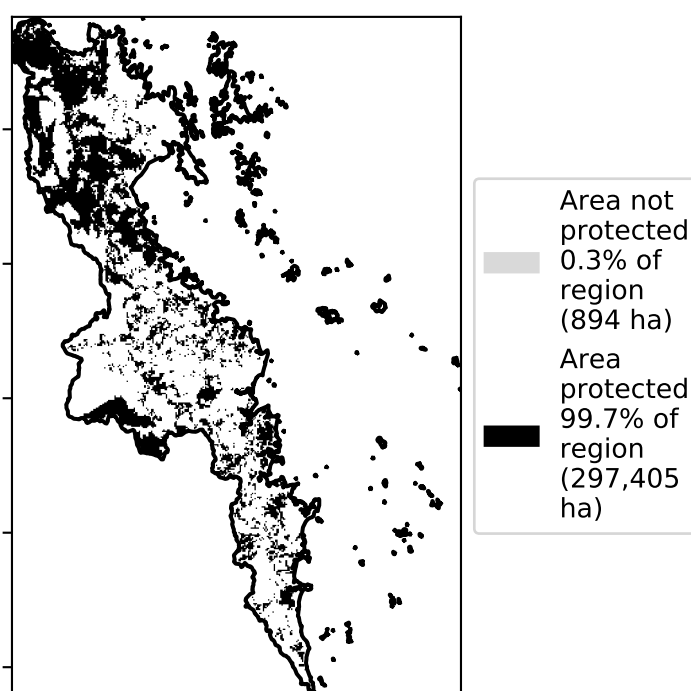 Area not
protected
0.3% of
region
(894 ha)
Area
protected
99.7% of
region
(297,405
ha)